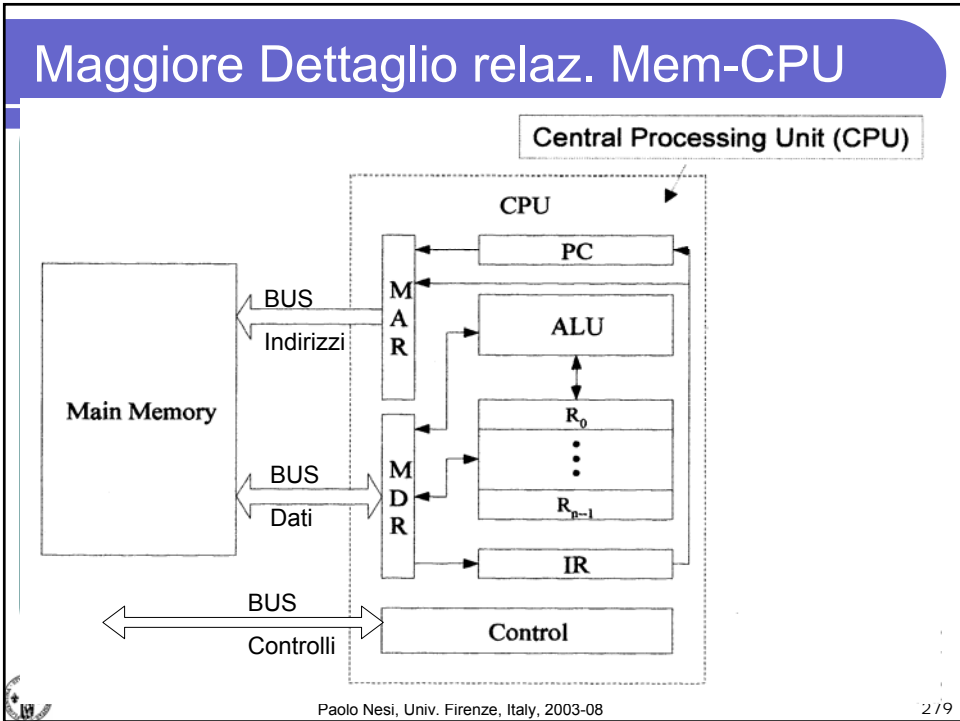 Maggiore Dettaglio relaz. Mem-CPU
Central Processing Unit (CPU)
CPU
PC
M
A
R
BUS
Indirizzi
ALU
Main Memory
R0
M
D
R
BUS
Dati
Rn-1
IR
BUS
Controlli
Control
Paolo Nesi, Univ. Firenze, Italy, 2003-08